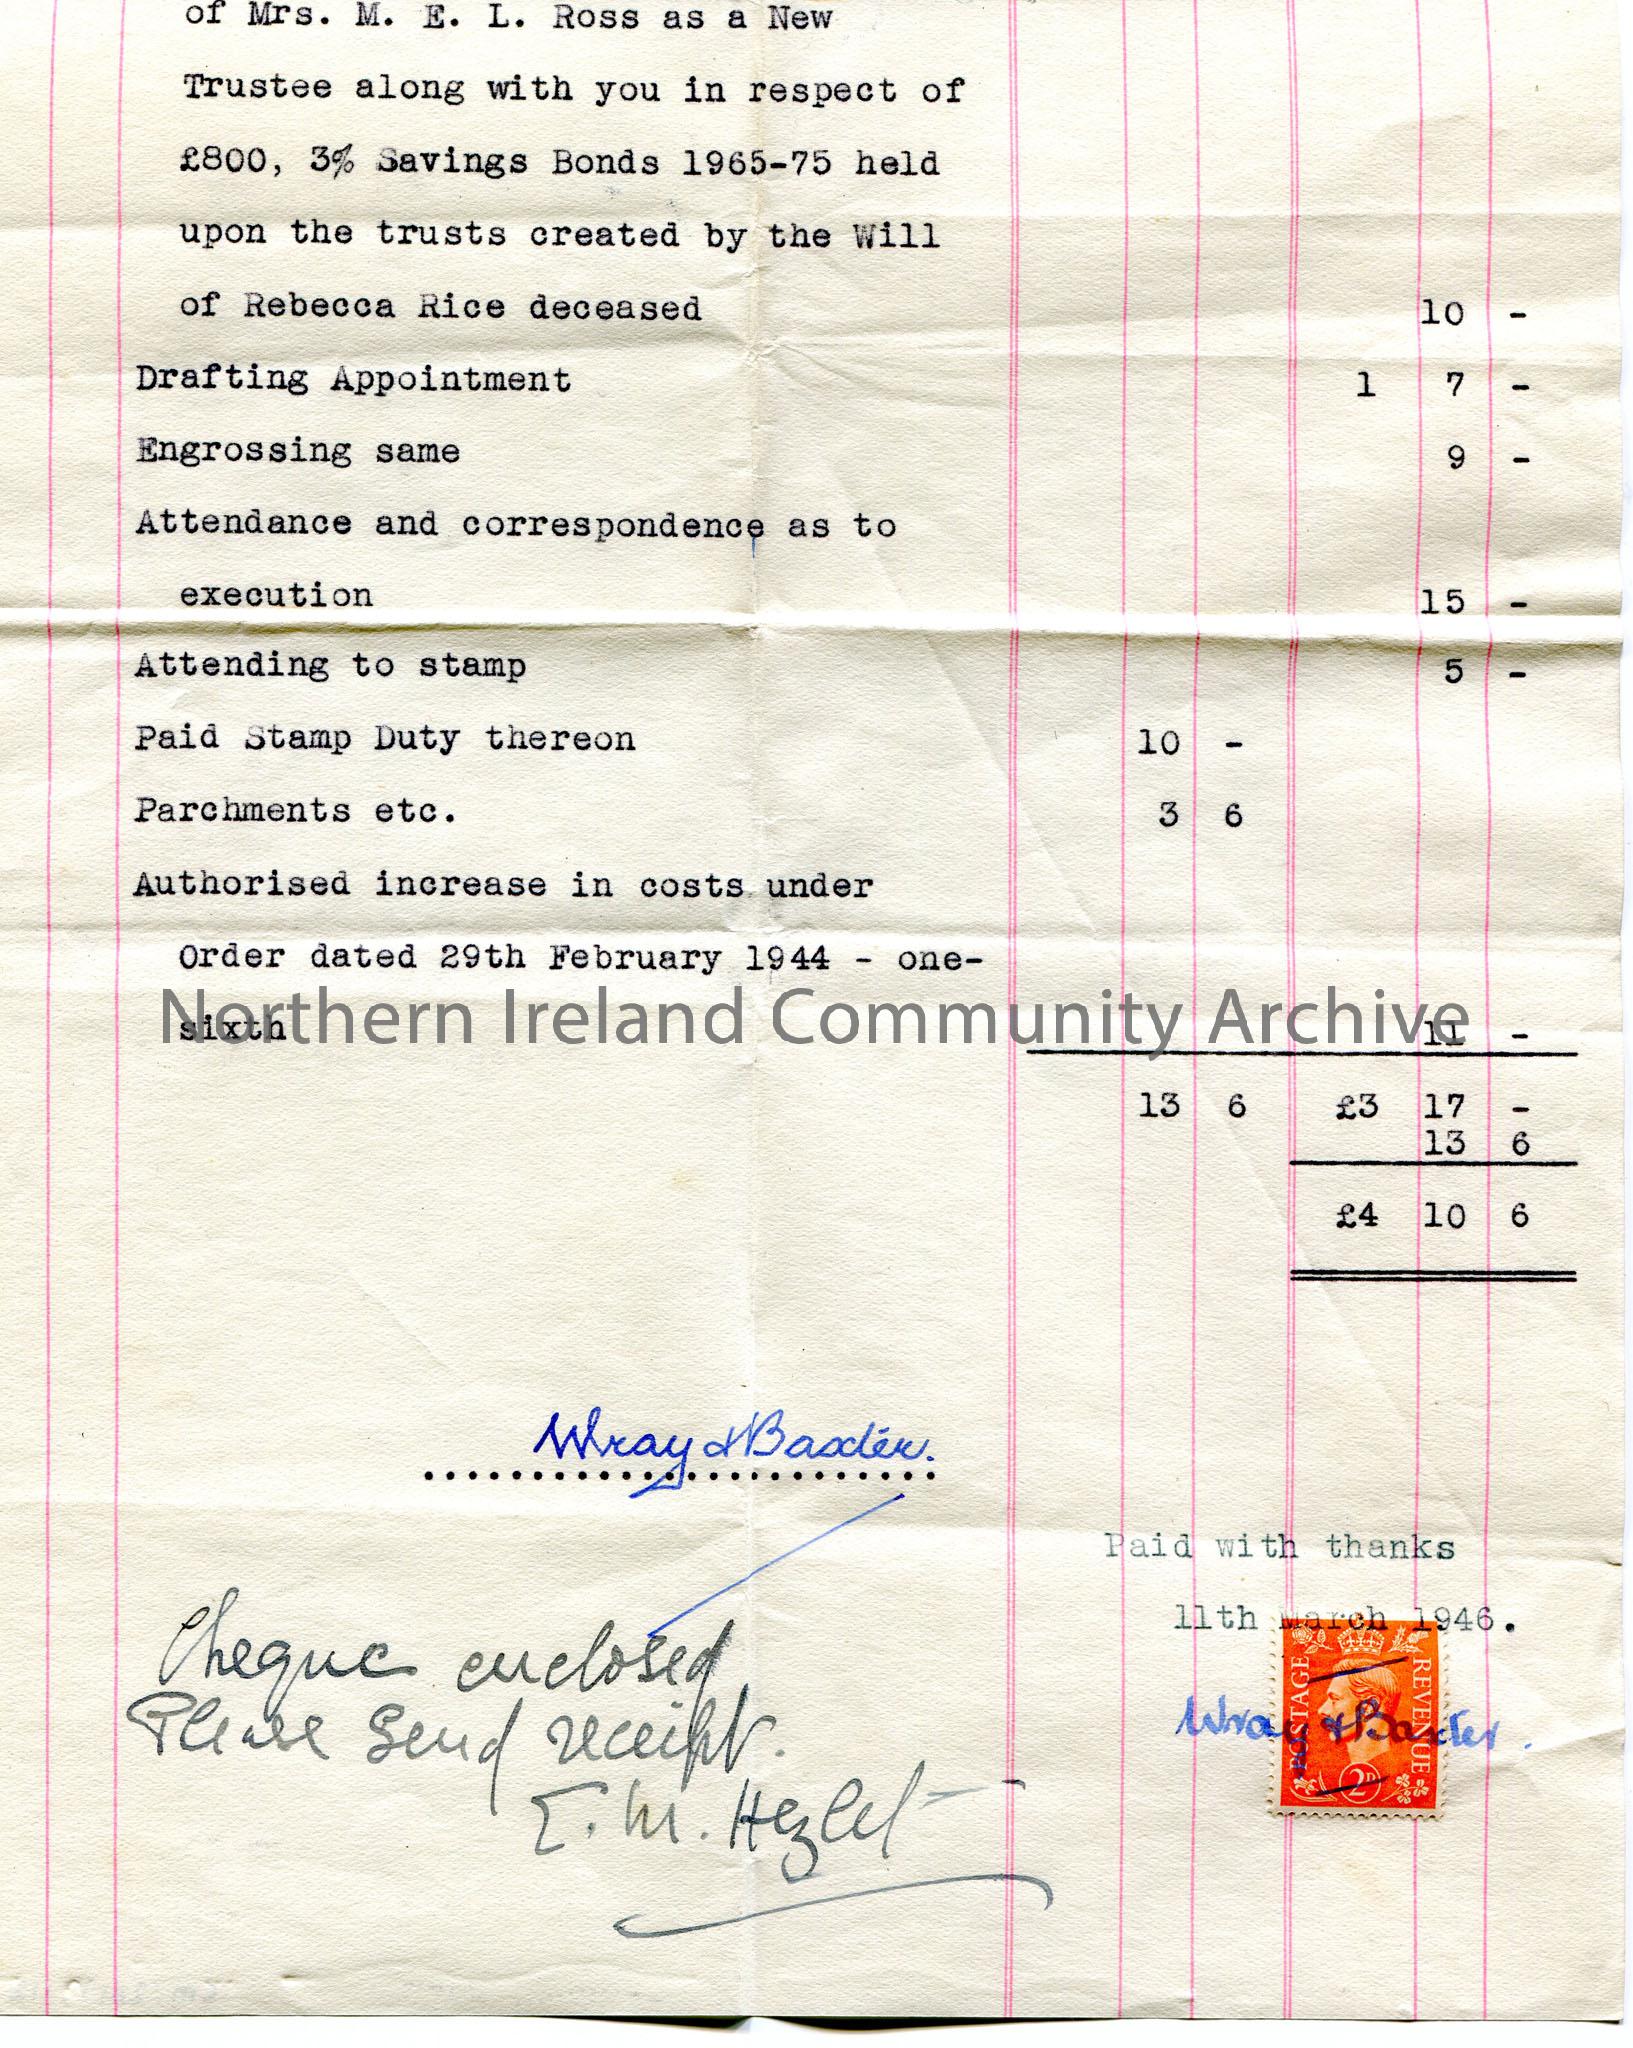 of Mrs. M. E. L. Ross as a New
Trustee along with you in respect of
£800, 3% Savings Bonds 1965-75 held
upon the trusts created by the Will
of Rebecca Rice deceased 10 -
Drafting Appointment 1 7 -
Engrossing same 9 -
Attendance and correspondence as to
execution 15 -
Attending to stamp 5 -
Paid Stamp Duty thereon 10 -
Parchments etc. 3 6
Authorised increase in costs under
Order dated 29th February 1944 - one-
sixth 11 -
Northern Ireland Community Archive
13 6 £3 17 -
13 6
£4 10 6
Wray & Baxter.
Paid with thanks
11th March 1946.
Cheque enclosed
Please send receipt.
E. M. Hezlet
Wray & Baxter.
POSTAGE REVENUE
2D